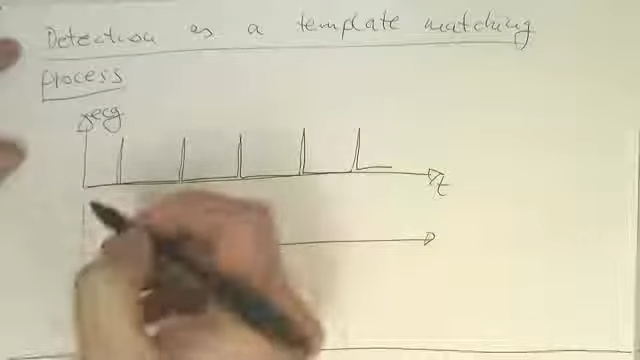 Detection as a template matching
process
ecg
t